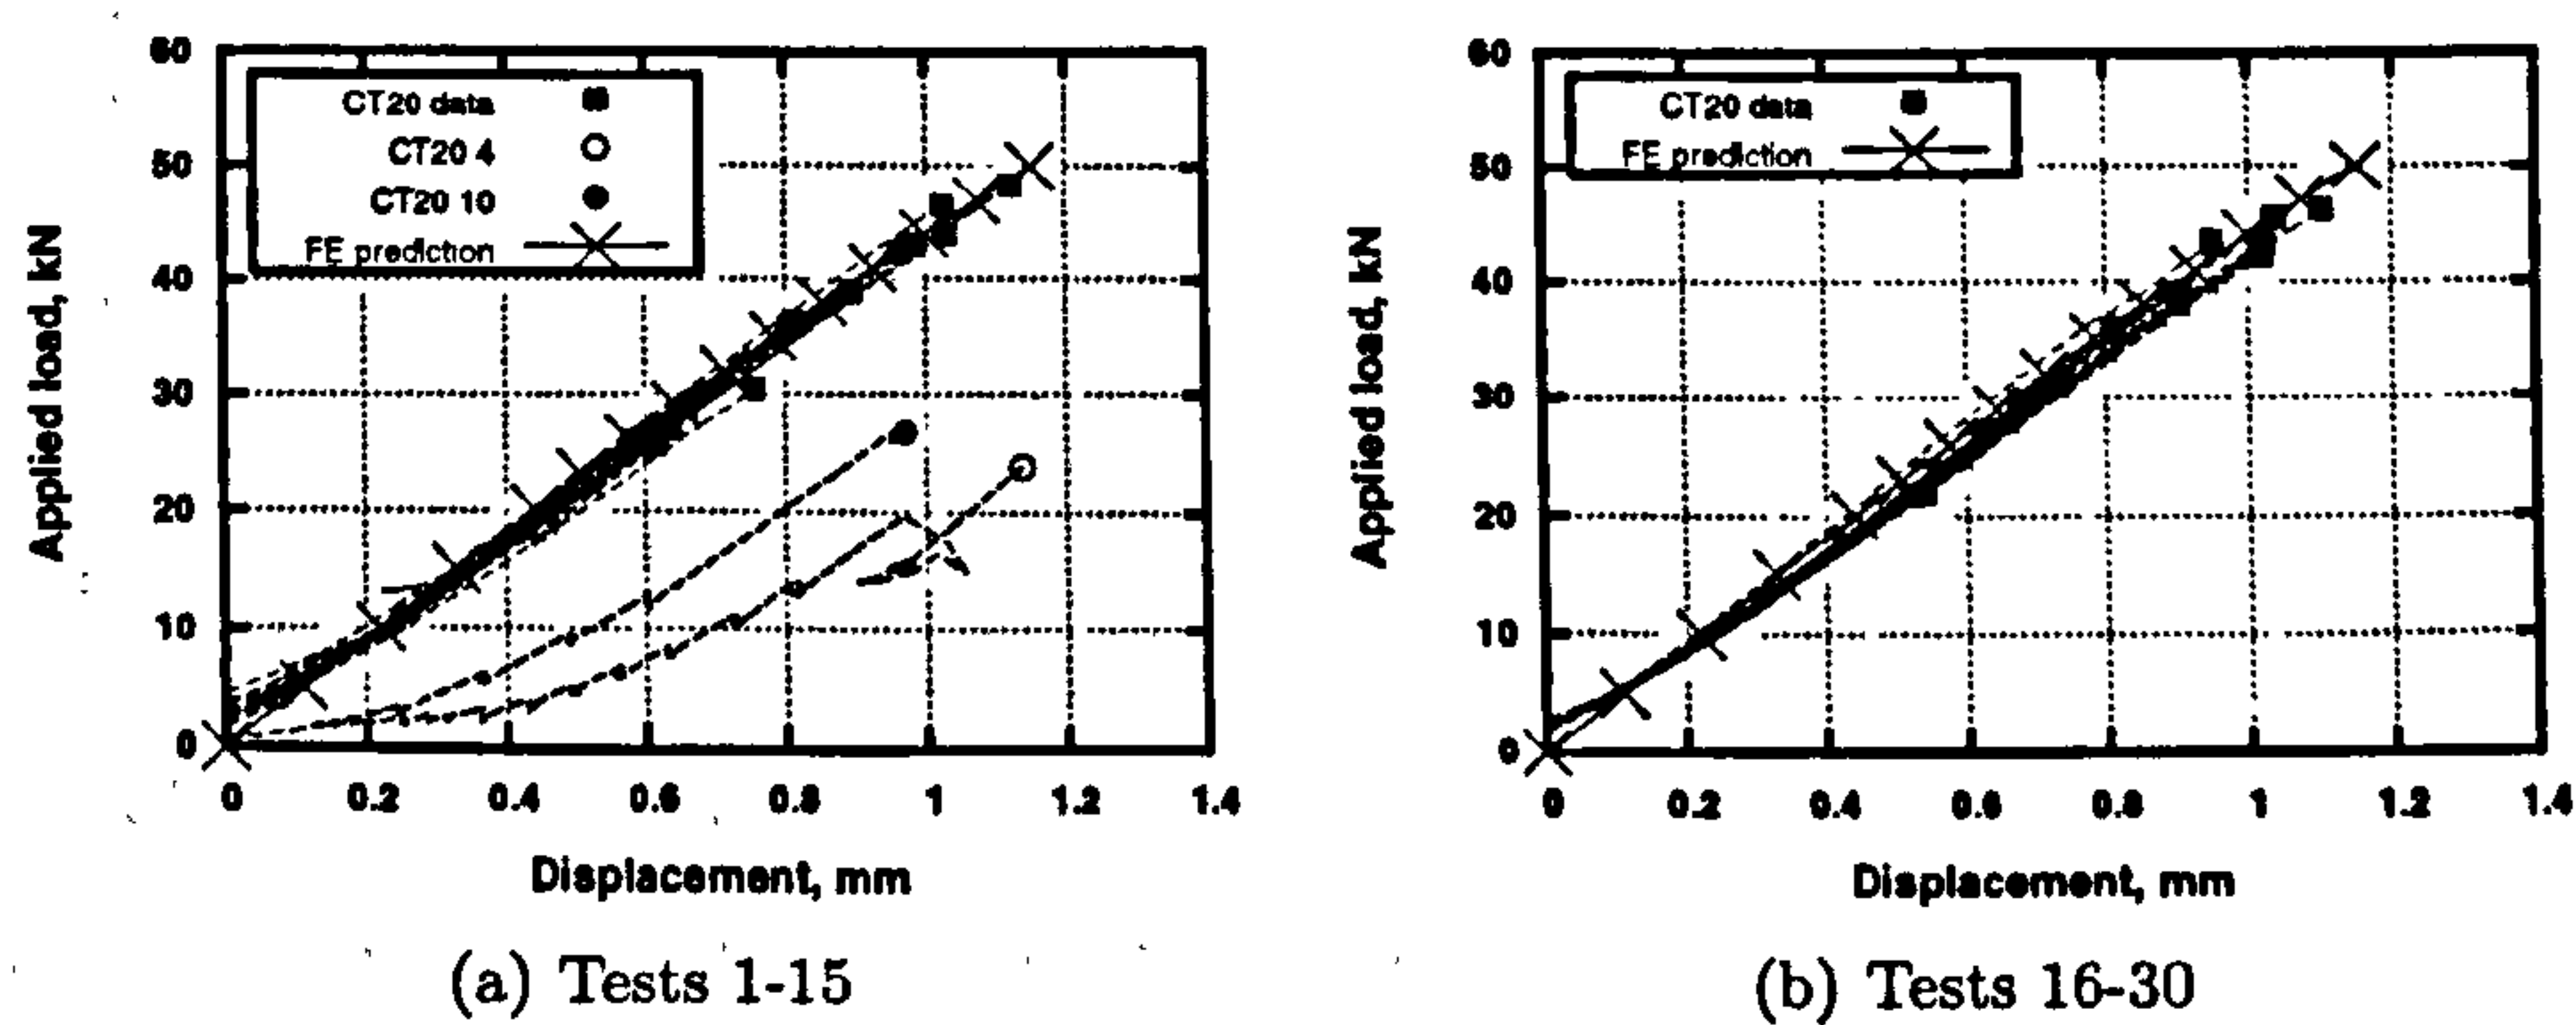 60
50
40
30
20
10
0
0 0.2 0.4 0.6 0.8 1 1.2 1.4
Applied load, kN
Displacement, mm
CT20 data
CT20 4
CT20 10
FE prediction
(a) Tests 1-15
60
50
40
30
20
10
0
0 0.2 0.4 0.6 0.8 1 1.2 1.4
Applied load, kN
Displacement, mm
CT20 data
FE prediction
(b) Tests 16-30